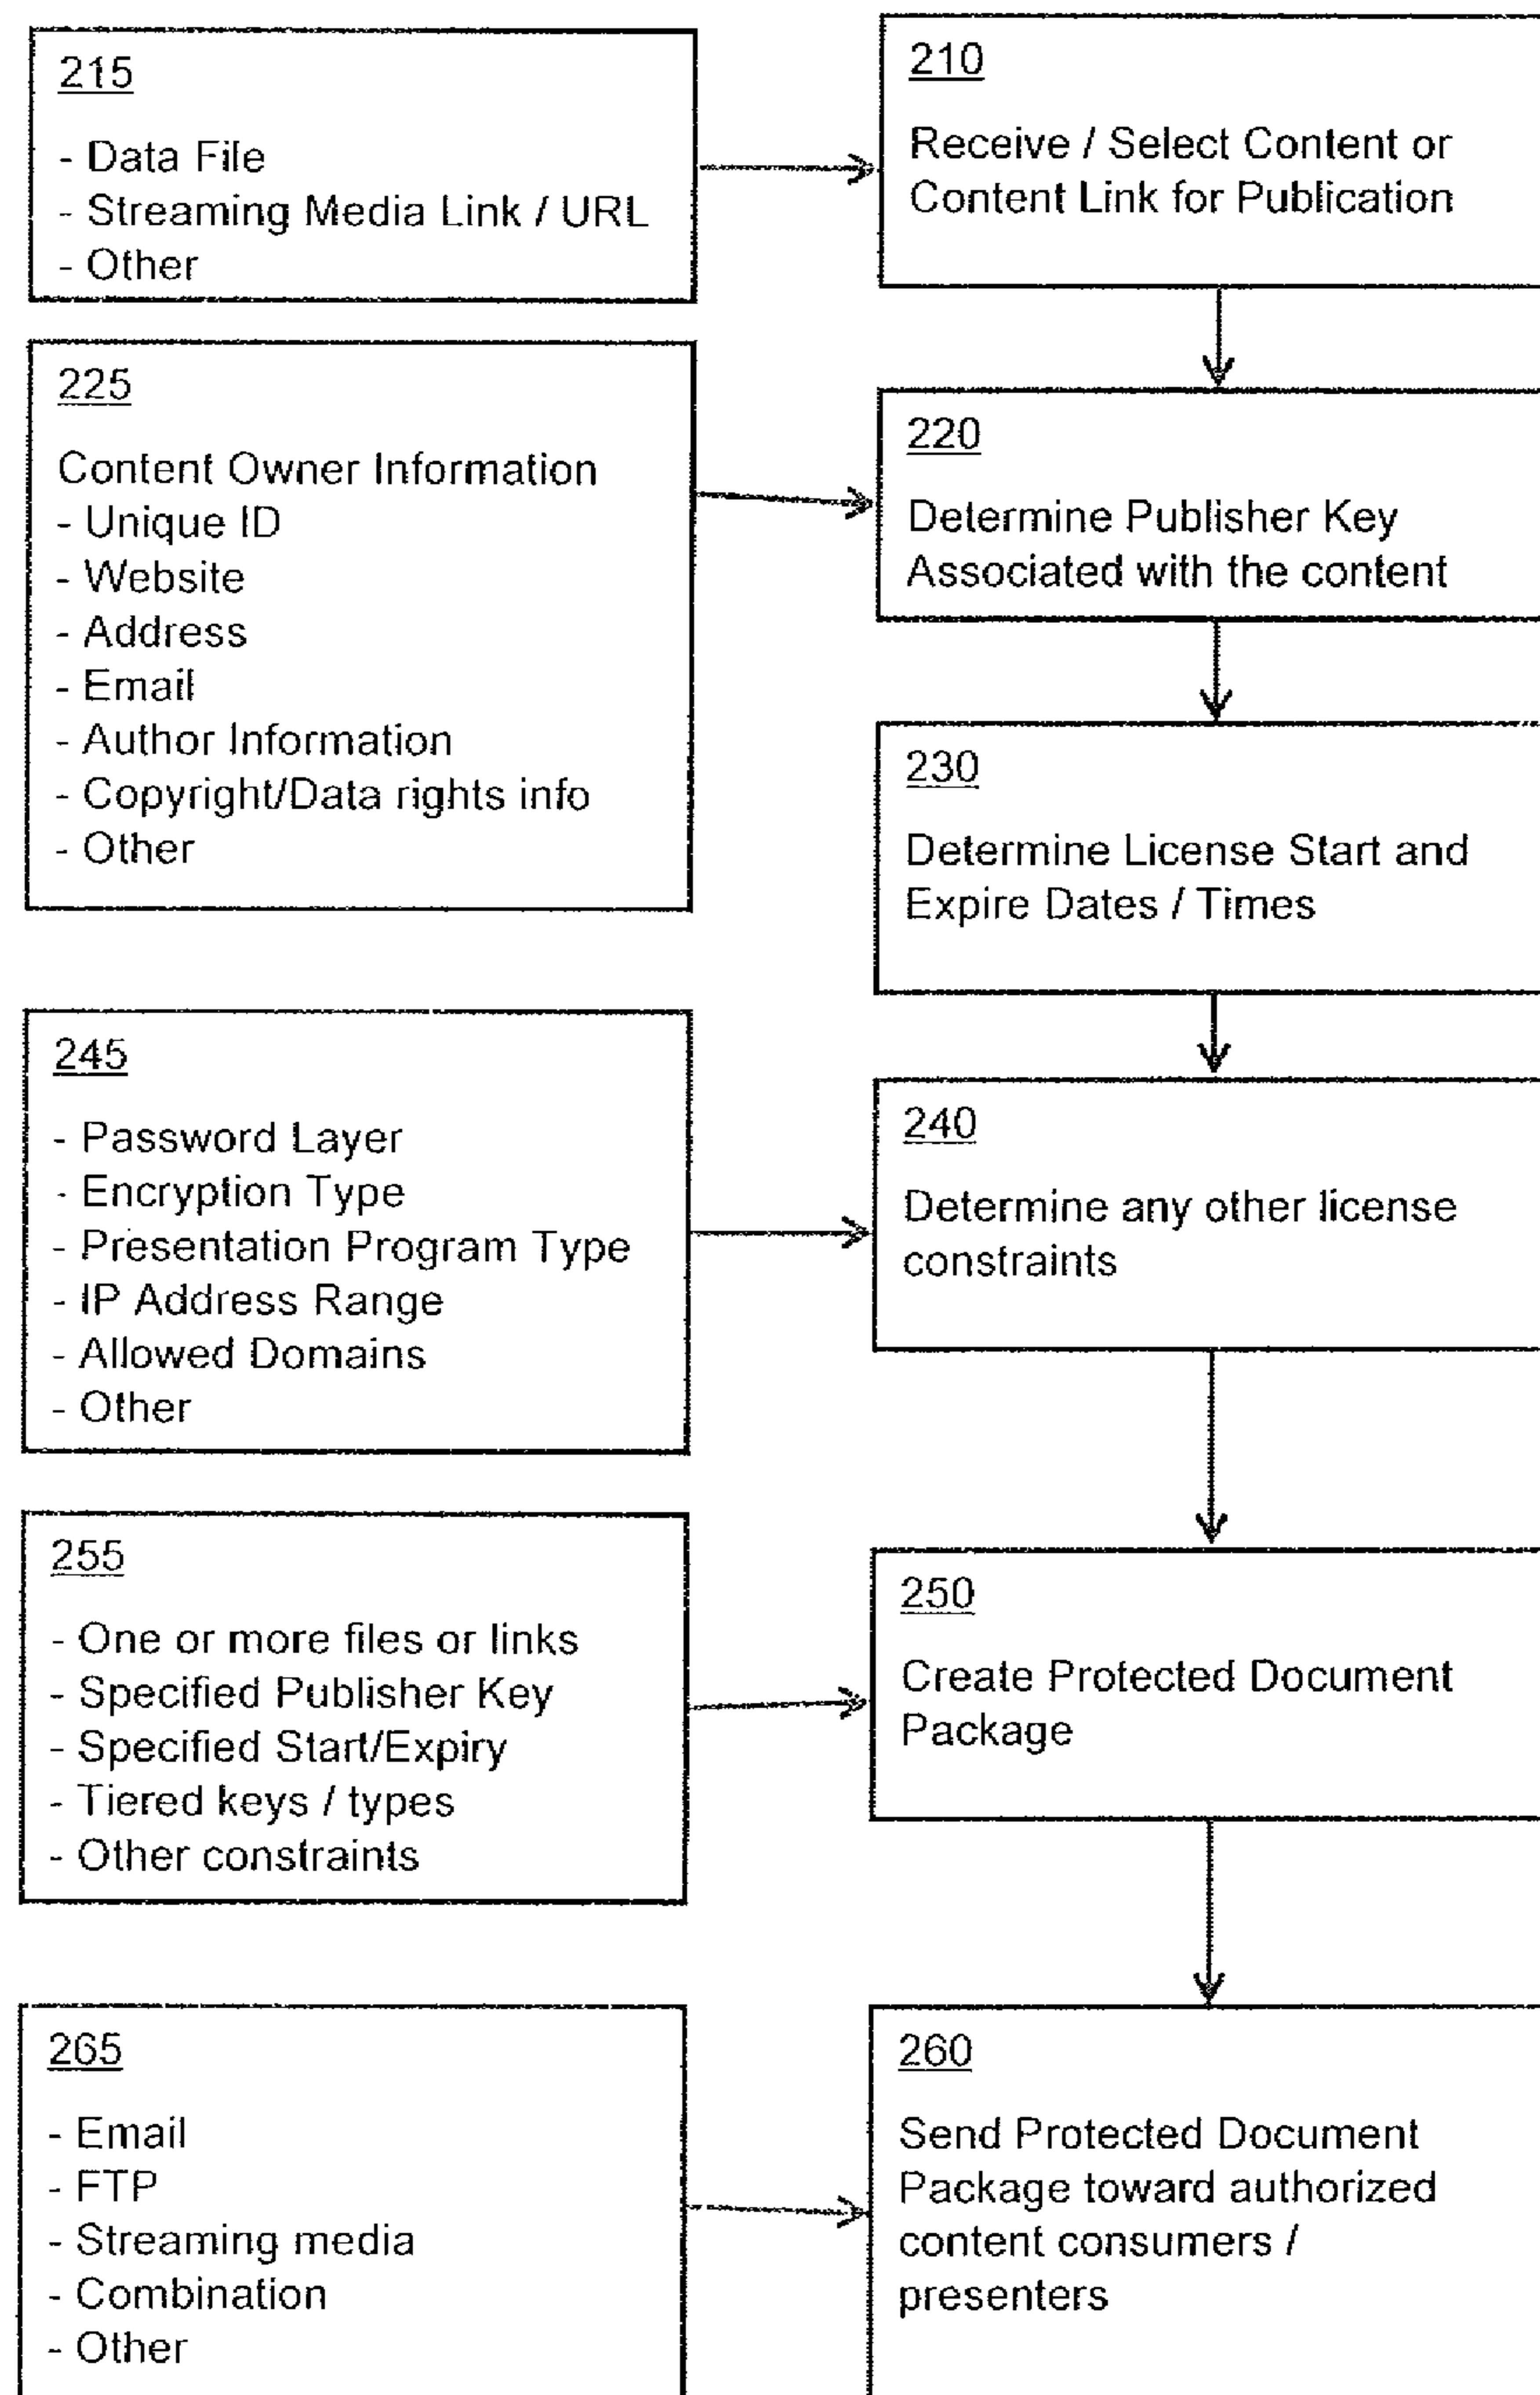 215
- Data File
- Streaming Media Link / URL
- Other
210
Receive / Select Content or
Content Link for Publication
225
Content Owner Information
- Unique ID
- Website
- Address
- Email
- Author Information
- Copyright/Data rights info
- Other
220
Determine Publisher Key
Associated with the content
230
Determine License Start and
Expire Dates / Times
245
- Password Layer
- Encryption Type
- Presentation Program Type
- IP Address Range
- Allowed Domains
- Other
240
Determine any other license
constraints
255
- One or more files or links
- Specified Publisher Key
- Specified Start/Expiry
- Tiered keys / types
- Other constraints
250
Create Protected Document
Package
265
- Email
- FTP
- Streaming media
- Combination
- Other
260
Send Protected Document
Package toward authorized
content consumers /
presenters